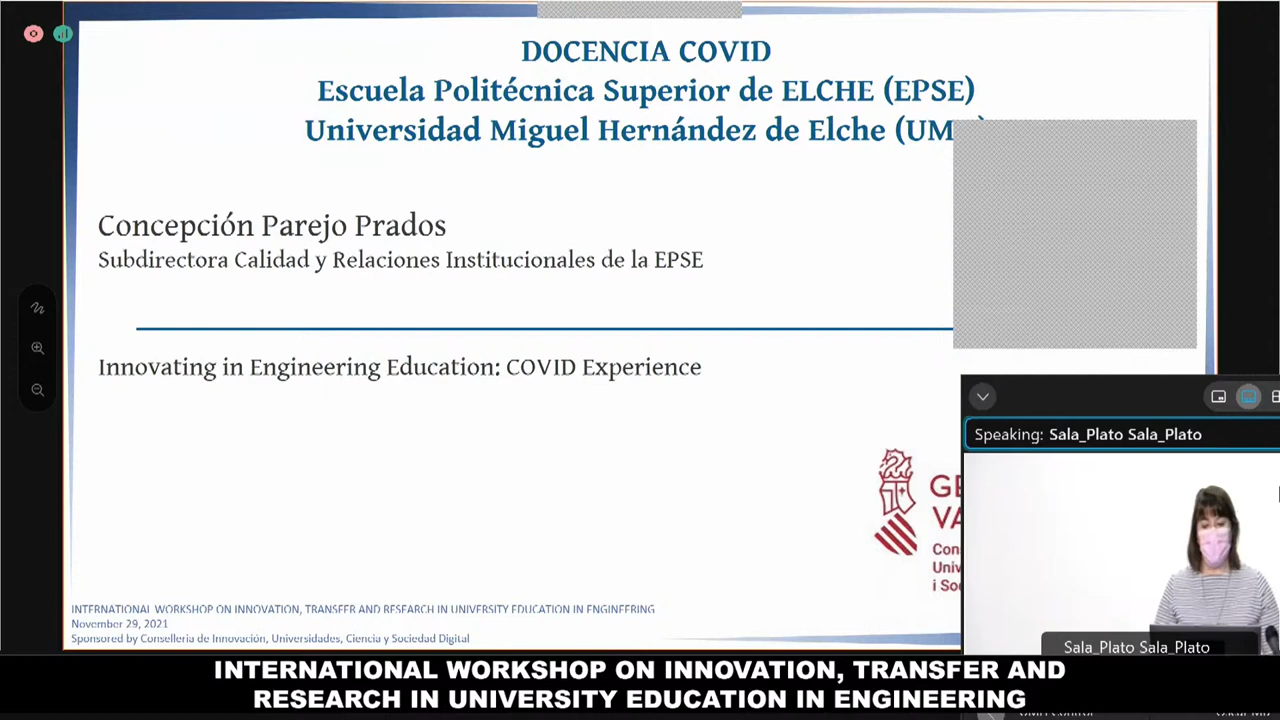 DOCENCIA COVID
Escuela Politécnica Superior de ELCHE (EPSE)
Universidad Miguel Hernández de Elche
Concepción Parejo Prados
Subdirectora Calidad y Relaciones Institucionales de la EPSE
Innovating in Engineering Education: COVID Experience
Speaking: Sala_Plato Sala_Plato
INTERNATIONAL WORKSHOP ON INNOVATION, TRANSFER AND RESEARCH IN UNIVERSITY EDUCATION IN ENGINEERING
November 29, 2021
Sponsored by Conselleria de Innovación, Universidades, Ciencia y Sociedad Digital
Sala_Plato Sala_Plato
INTERNATIONAL WORKSHOP ON INNOVATION, TRANSFER AND
RESEARCH IN UNIVERSITY EDUCATION IN ENGINEERING